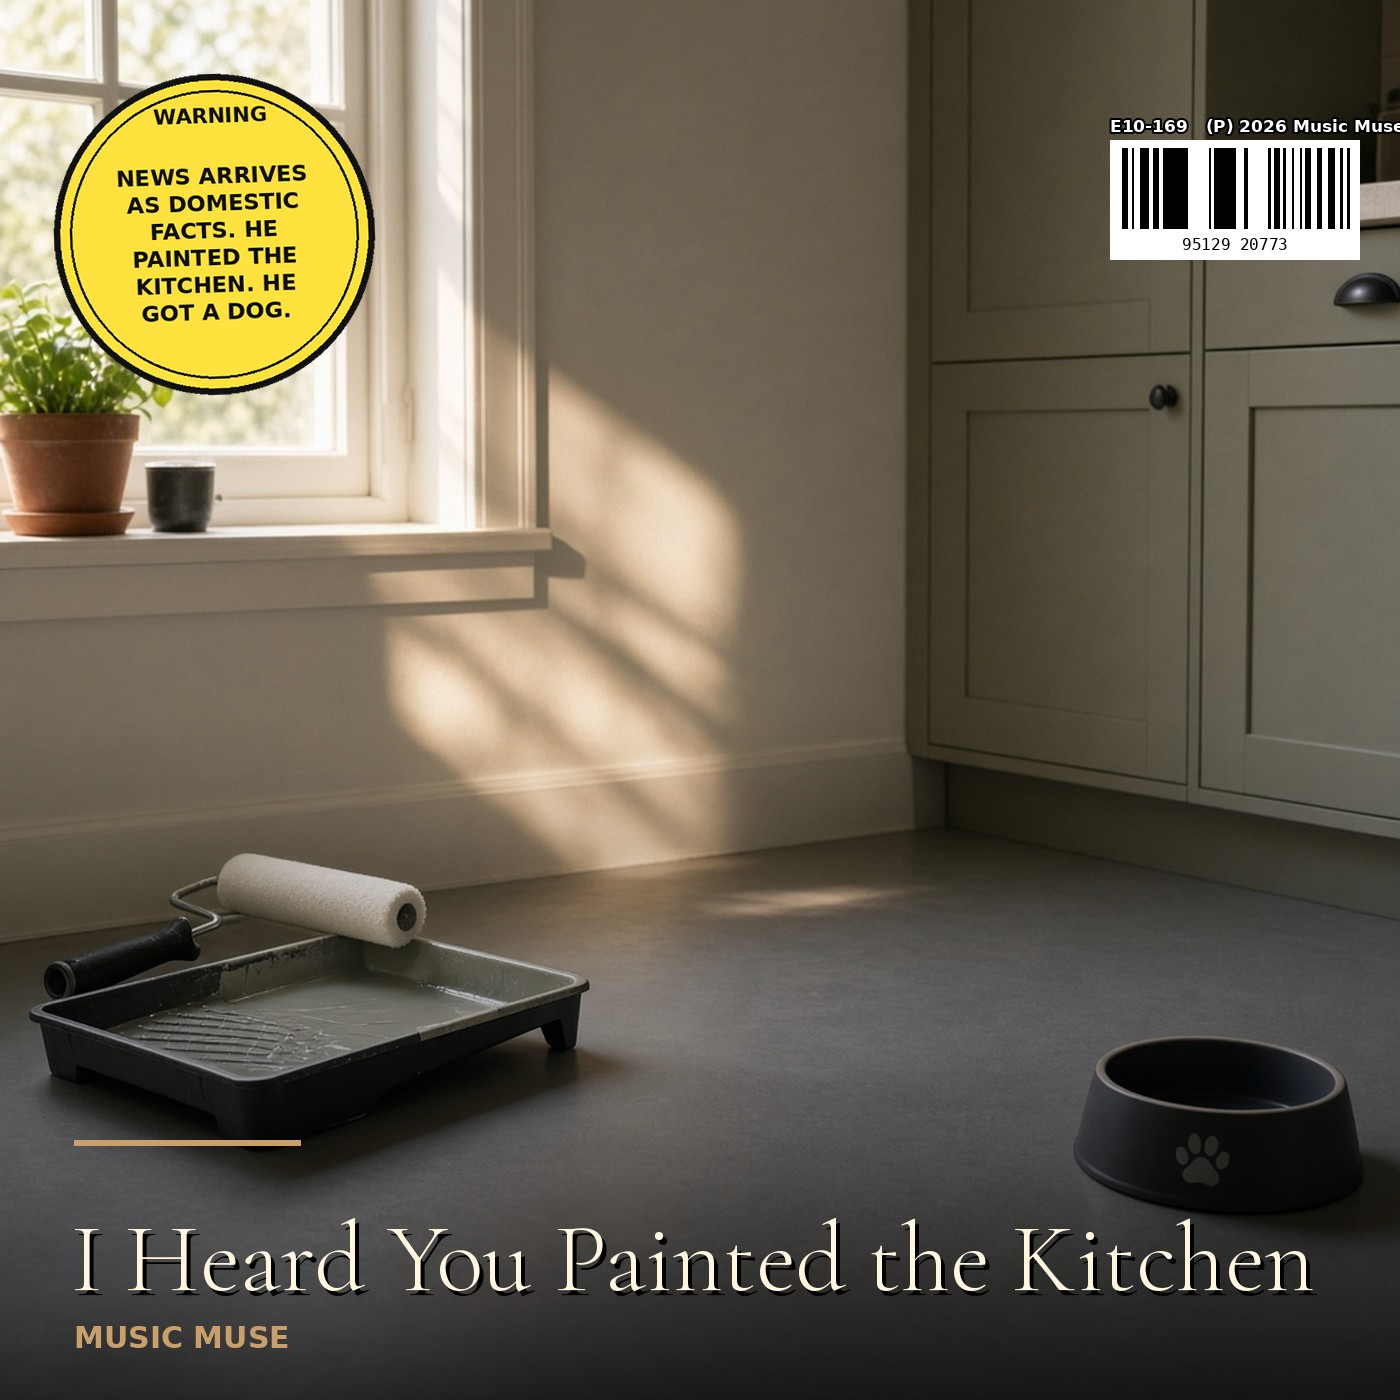 WARNING
NEWS ARRIVES
AS DOMESTIC
FACTS. HE
PAINTED THE
KITCHEN. HE
GOT A DOG.
E10-169 (P) 2026 Music Muse
95129 20773
I Heard You Painted the Kitchen
MUSIC MUSE